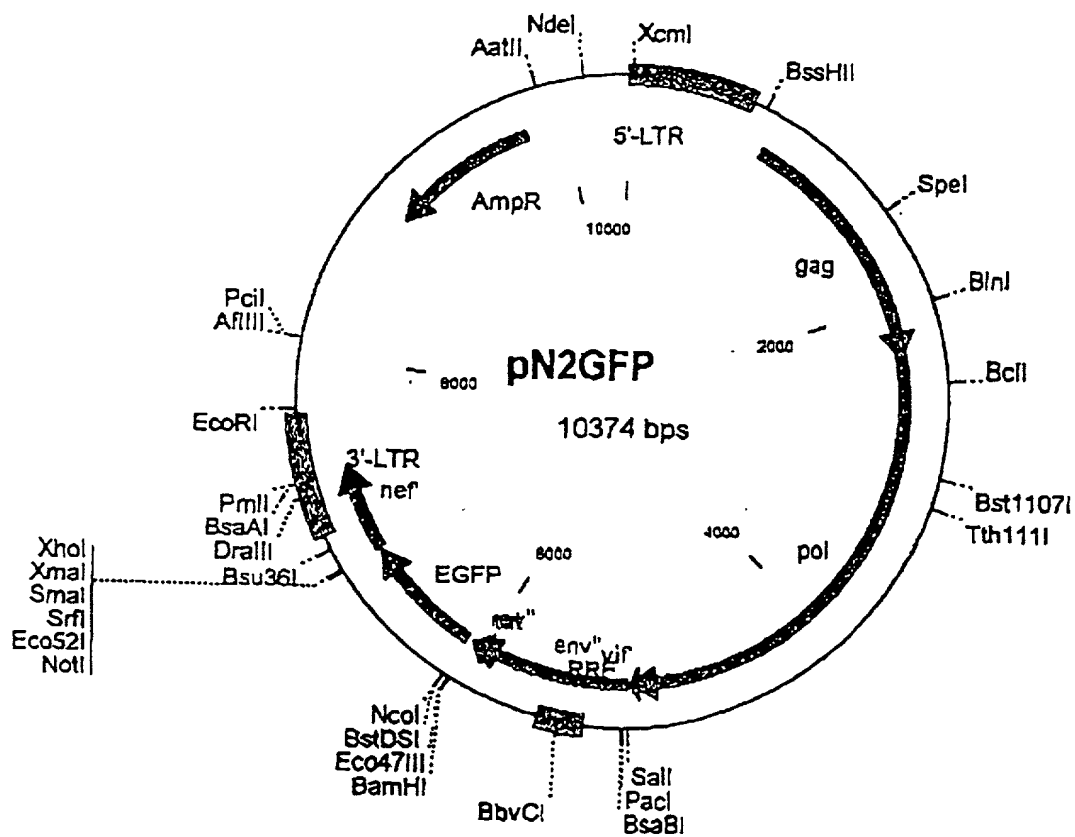 NdeI
XcmI
AatII
BssHII
5'-LTR
SpeI
AmpR
10000
gag
BlnI
PciI
AflIII
2000
pN2GFP
8000
BclI
10374 bps
EcoRI
3'-LTR
nef'
PmlI
BsaAI
DraIII
Bsu36I
Bst1107I
Tth111I
4000
pol
6000
EGFP
XhoI
XmaI
SmaI
SrfI
Eco52I
NotI
env"
vif'
RRE
NcoI
BstDSI
Eco47III
BamHI
BbvCI
SalI
PacI
BsaBI